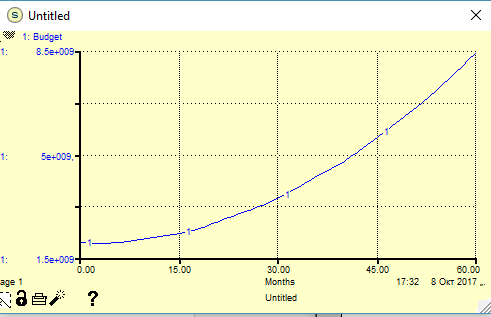 S Untitled
1: Budget
1: 8.5e+009
1: 5e+009,
1: 1.5e+009
1 1 1 1
0.00 15.00 30.00 45.00 60.00
age 1 Months 17:32 8 Окт 2017 „.
Untitled
?